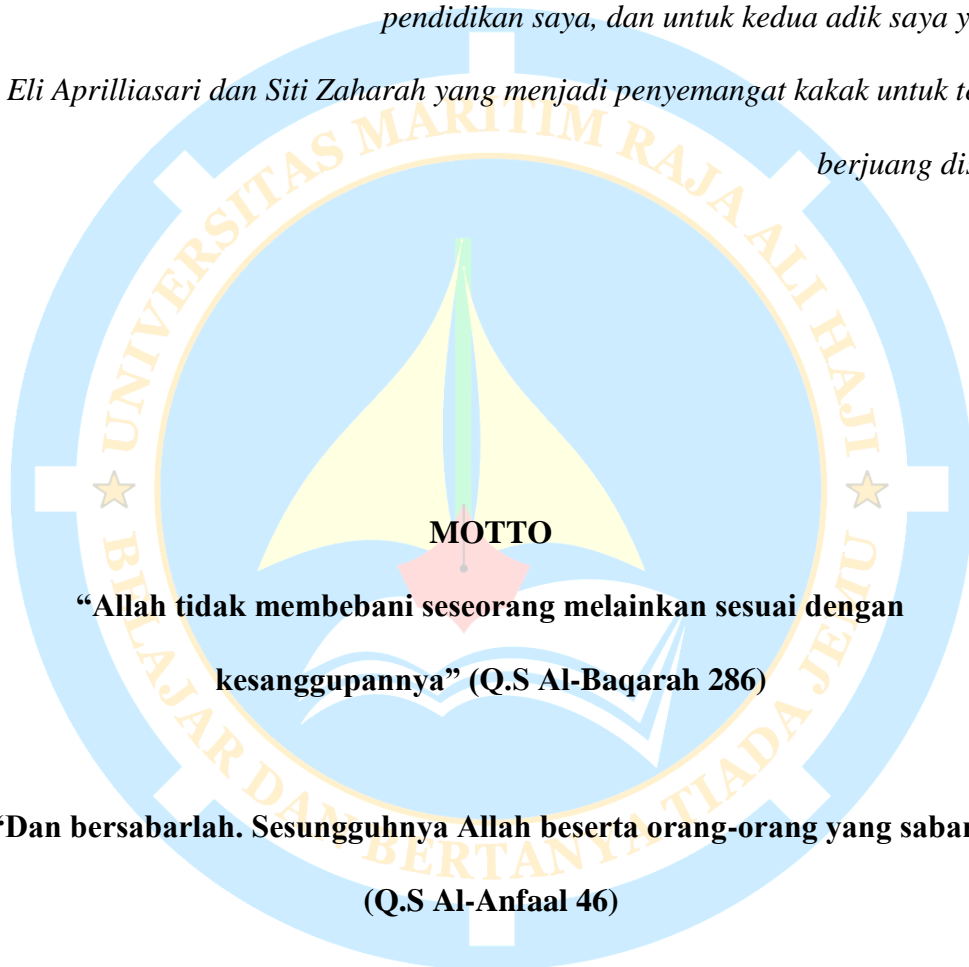 pendidikan saya, dan untuk kedua adik saya
Eli Aprilliasari dan Siti Zaharah yang menjadi penyemangat kakak untuk
berjuang
UNIVERSITAS MARITIM RAJA ALI HAJI
MOTTO
“Allah tidak membebani seseorang melainkan sesuai dengan
kesanggupannya” (Q.S Al-Baqarah 286)
“Dan bersabarlah. Sesungguhnya Allah beserta orang-orang yang sabar
(Q.S Al-Anfaal 46)
BELAJAR DAN BERTANYA TIADA JEMU